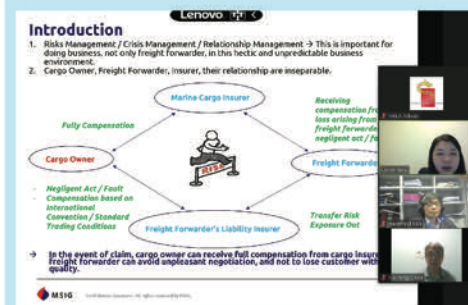 Lenovo
Introduction
1. Risks Management / Crisis Management / Relationship Management → This is important for
doing business, not only freight forwarder, in this hectic and unpredictable business
environment.
2. Cargo Owner, Freight Forwarder, Insurer, their relationship are inseparable.
Marine Cargo Insurer
Fully Compensation
Receiving
compensation
loss arising from
freight forwarder
negligent act /
Cargo Owner
RISK
Freight Forwarder
- Negligent Act / Fault
- Compensation based on
International
Convention / Standard
Trading Conditions
Freight Forwarder's Liability Insurer
Transfer Risk
Exposure Out
→ In the event of claim, cargo owner can receive full compensation from cargo
freight forwarder can avoid unpleasant negotiation, and not to lose customer with
quality.
MSIG